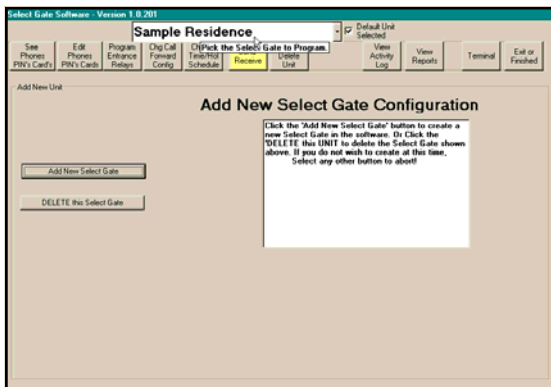 Select Gate Software - Version 1.0.201
Sample Residence
Default Unit
Selected
See
Phones
PIN's Card's
Edit
Phones
PIN's Cards
Program
Entrance
Relays
Chg Call
Forward
Config
Time/Hol
Schedule
Pick the Select Gate to Program.
Receive
Delete
Unit
View
Activity
Log
View
Reports
Terminal
Exit or
Finished
Add New Unit
Add New Select Gate Configuration
Click the 'Add New Select Gate' button to create a
new Select Gate in the software. Or Click the
'DELETE this UNIT to delete the Select Gate shown
above. If you do not wish to create at this time,
Select any other button to abort!
Add New Select Gate
DELETE this Select Gate